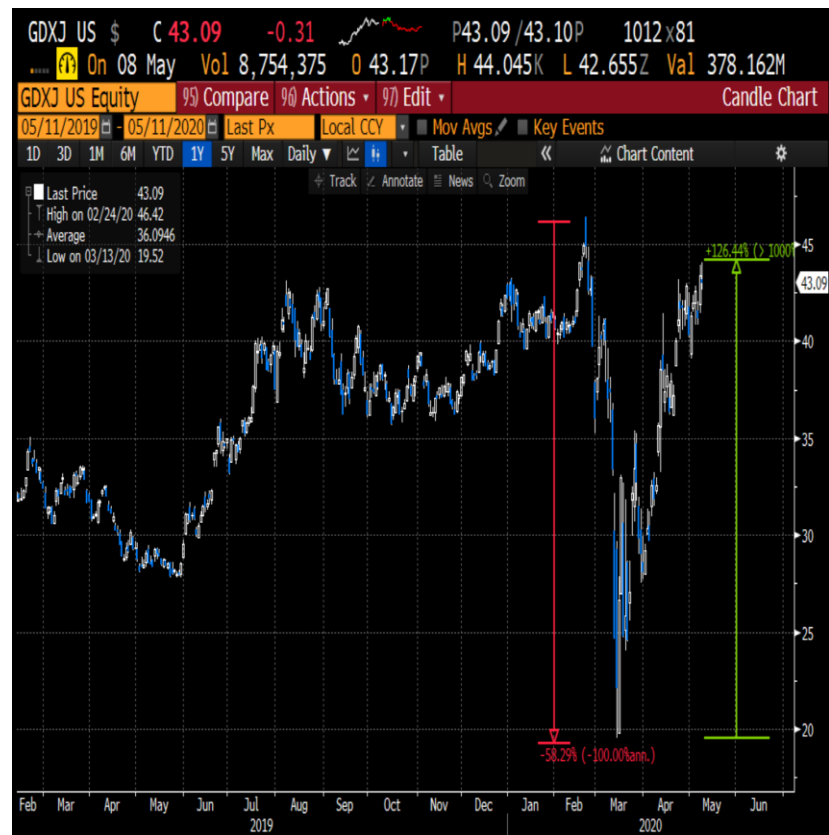 GDXJ US $ C 43.09 -0.31 P43.09/43.10P 1012x81
On 08 May Vol 8,754,375 O 43.17P H 44.045K L 42.655Z Val 378.162M
GDXJ US Equity 95) Compare 96) Actions 97) Edit Candle Chart
05/11/2019 - 05/11/2020 Last Px Local CCY Mov Avgs Key Events
1D 3D 1M 6M YTD 1Y 5Y Max Daily ▼ Table « Chart Content
Track Annotate News Zoom
Last Price 43.09
High on 02/24/20 46.42
Average 36.0946
Low on 03/13/20 19.52
+126.44% (> 1000%
45
43.09
40
35
30
25
20
-58.29% (-100.00%ann.)
Feb Mar Apr May Jun Jul Aug Sep Oct Nov Dec Jan Feb Mar Apr May Jun
2019 2020